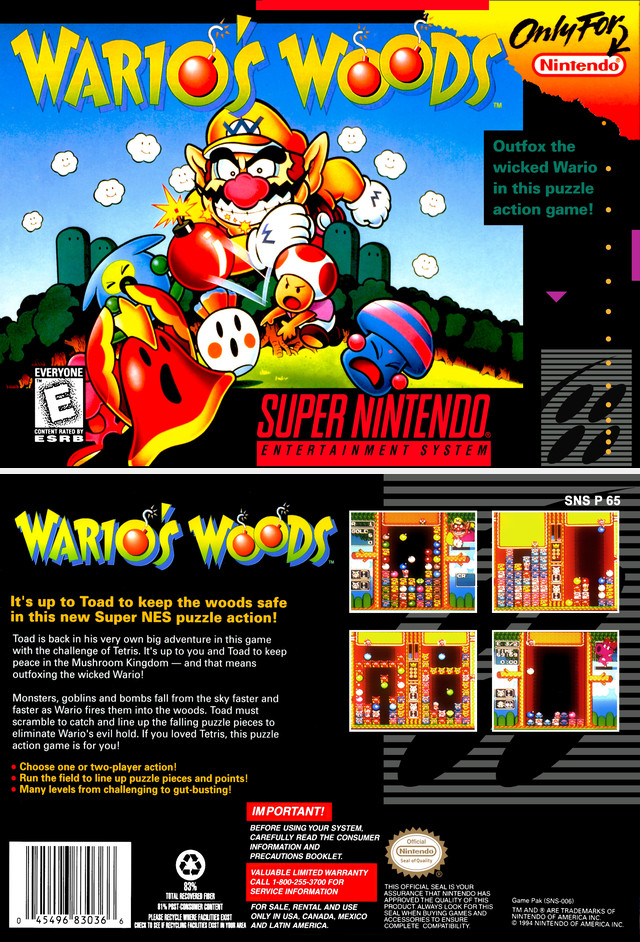 WARIO'S WOODS
TM
Only For
Nintendo®
Outfox the
wicked Wario
in this puzzle
action game!
EVERYONE
E
CONTENT RATED BY
ESRB
SUPER NINTENDO®
ENTERTAINMENT SYSTEM
SNS P 65
WARIO'S WOODS
TM
It's up to Toad to keep the woods safe
in this new Super NES puzzle action!
Toad is back in his very own big adventure in this game
with the challenge of Tetris. It's up to you and Toad to keep
peace in the Mushroom Kingdom — and that means
outfoxing the wicked Wario!
Monsters, goblins and bombs fall from the sky faster and
faster as Wario fires them into the woods. Toad must
scramble to catch and line up the falling puzzle pieces to
eliminate Wario's evil hold. If you loved Tetris, this puzzle
action game is for you!
• Choose one or two-player action!
• Run the field to line up puzzle pieces and points!
• Many levels from challenging to gut-busting!
IMPORTANT!
BEFORE USING YOUR SYSTEM,
CAREFULLY READ THE CONSUMER
INFORMATION AND
PRECAUTIONS BOOKLET.
VALUABLE LIMITED WARRANTY
CALL 1-800-255-3700 FOR
SERVICE INFORMATION
FOR SALE, RENTAL AND USE
ONLY IN USA, CANADA, MEXICO
AND LATIN AMERICA.
0 45496 83036 6
83%
TOTAL RECOVERED FIBER
81% POST-CONSUMER CONTENT
PLEASE RECYCLE WHERE FACILITIES EXIST
CHECK TO SEE IF RECYCLING FACILITIES EXIST IN YOUR AREA
Official
Nintendo
Seal of Quality
®
THIS OFFICIAL SEAL IS YOUR
ASSURANCE THAT NINTENDO HAS
APPROVED THE QUALITY OF THIS
PRODUCT. ALWAYS LOOK FOR THIS
SEAL WHEN BUYING GAMES AND
ACCESSORIES TO ENSURE
COMPLETE COMPATIBILITY.
Game Pak (SNS-006)
TM AND ® ARE TRADEMARKS OF
NINTENDO OF AMERICA INC.
© 1994 NINTENDO OF AMERICA INC.